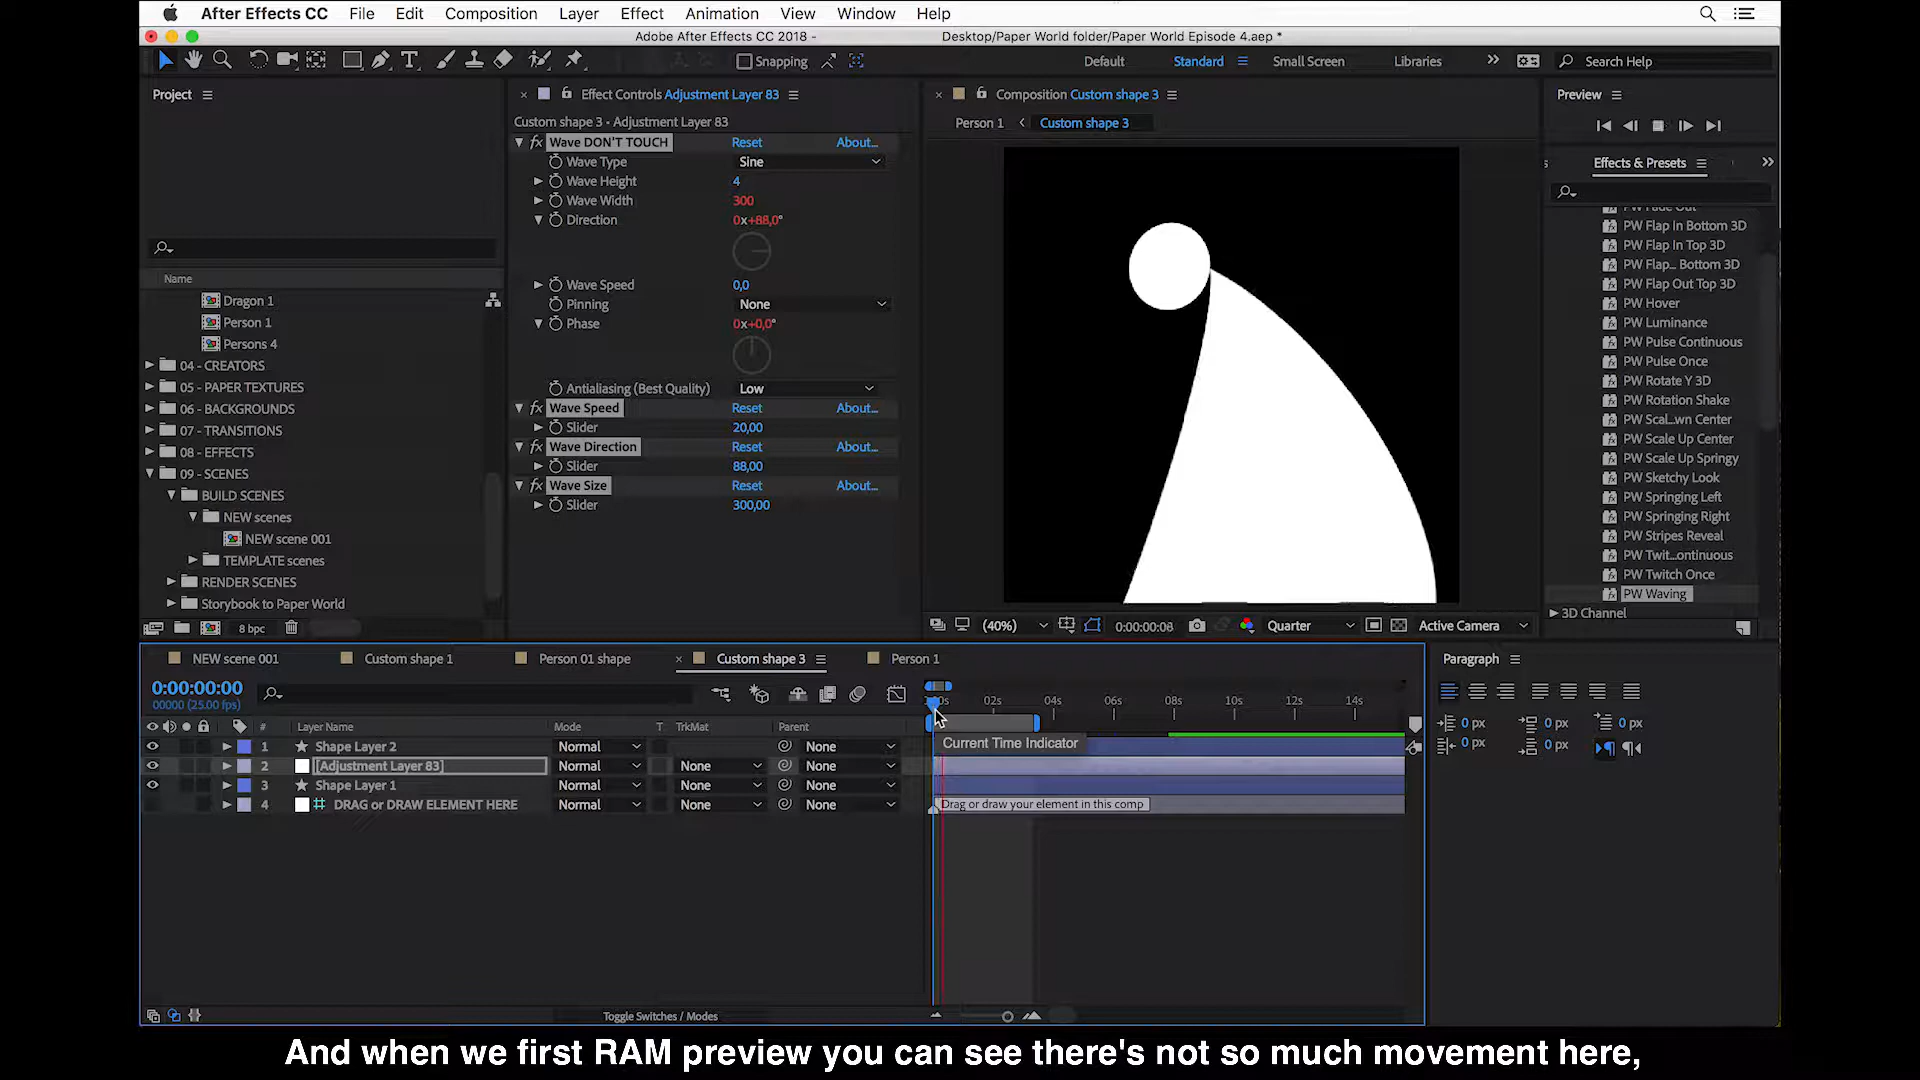 After Effects CC File Edit Composition Layer Effect Animation View Window Help
Adobe After Effects CC 2018 - Desktop/Paper World folder/Paper World Episode 4.aep *
Snapping Default Standard Small Screen Libraries Search Help
Project
Name
Dragon 1
Person 1
Persons 4
04 - CREATORS
05 - PAPER TEXTURES
06 - BACKGROUNDS
07 - TRANSITIONS
08 - EFFECTS
09 - SCENES
BUILD SCENES
NEW scenes
NEW scene 001
TEMPLATE scenes
RENDER SCENES
Storybook to Paper World
8 bpc
Effect Controls Adjustment Layer 83
Custom shape 3 • Adjustment Layer 83
fx Wave DON'T TOUCH Reset About...
Wave Type Sine
Wave Height 4
Wave Width 300
Direction 0x+88,0°
Wave Speed 0,0
Pinning None
Phase 0x+0,0°
Antialiasing (Best Quality) Low
fx Wave Speed Reset About...
Slider 20,00
fx Wave Direction Reset About...
Slider 88,00
fx Wave Size Reset About...
Slider 300,00
Composition Custom shape 3
Person 1 Custom shape 3
(40%) 0:00:00:08 Quarter Active Camera
Preview
Effects & Presets
PW Fade Out
PW Flap In Bottom 3D
PW Flap In Top 3D
PW Flap... Bottom 3D
PW Flap Out Top 3D
PW Hover
PW Luminance
PW Pulse Continuous
PW Pulse Once
PW Rotate Y 3D
PW Rotation Shake
PW Scal...wn Center
PW Scale Up Center
PW Scale Up Springy
PW Sketchy Look
PW Springing Left
PW Springing Right
PW Stripes Reveal
PW Twit...ontinuous
PW Twitch Once
PW Waving
3D Channel
NEW scene 001 Custom shape 1 Person 01 shape Custom shape 3 Person 1
0:00:00:00
00000 (25.00 fps)
02s 04s 06s 08s 10s 12s 14s
# Layer Name Mode T TrkMat Parent
1 Shape Layer 2 Normal None
Current Time Indicator
2 [Adjustment Layer 83] Normal None None
3 Shape Layer 1 Normal None None
4 DRAG or DRAW ELEMENT HERE Normal None None
Drag or draw your element in this comp
Toggle Switches / Modes
Paragraph
0 px 0 px 0 px
0 px 0 px
And when we first RAM preview you can see there's not so much movement here,